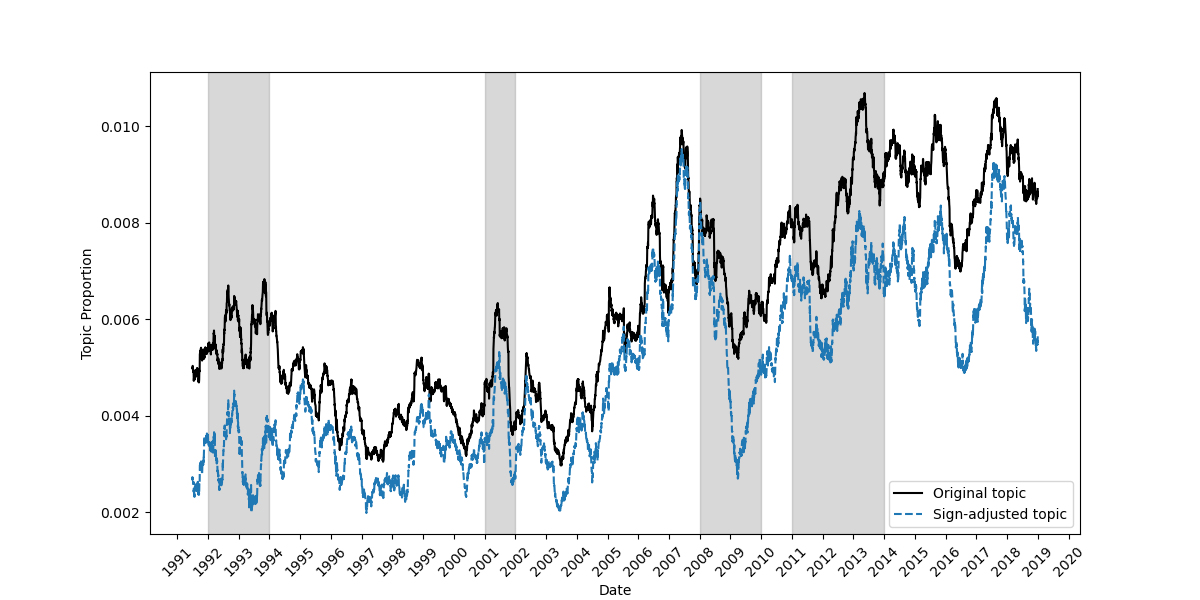 Topic Proportion
0.010
0.008
0.006
0.004
0.002
Original topic
Sign-adjusted topic
1991 1992 1993 1994 1995 1996 1997 1998 1999 2000 2001 2002 2003 2004 2005 2006 2007 2008 2009 2010 2011 2012 2013 2014 2015 2016 2017 2018 2019 2020
Date